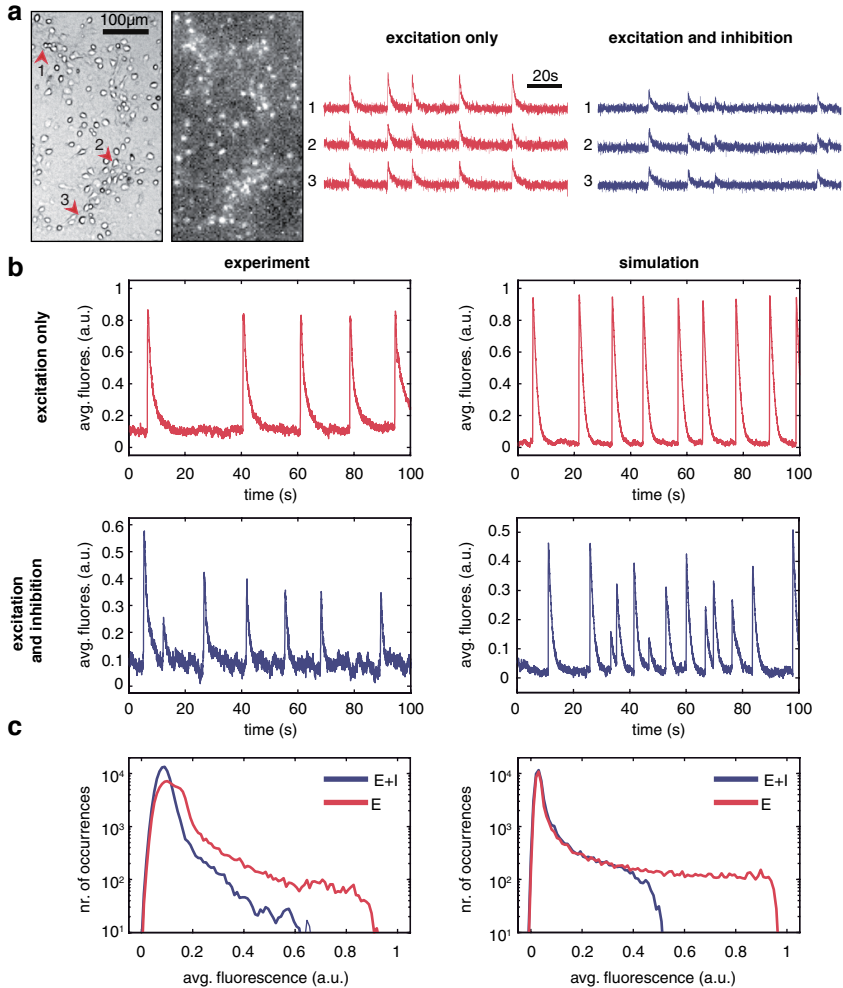 a
100µm
1
2
3
excitation only
20s
1
2
3
excitation and inhibition
1
2
3
b
experiment
simulation
excitation only
avg. fluores. (a.u.)
1
0.8
0.6
0.4
0.2
0
0 20 40 60 80 100
time (s)
avg. fluores. (a.u.)
1
0.8
0.6
0.4
0.2
0
0 20 40 60 80 100
time (s)
excitation
and inhibition
avg. fluores. (a.u.)
0.6
0.5
0.4
0.3
0.2
0.1
0
0 20 40 60 80 100
time (s)
avg. fluores. (a.u.)
0.5
0.4
0.3
0.2
0.1
0
0 20 40 60 80 100
time (s)
c
nr. of occurrences
10⁴
10³
10²
10¹
E+I
E
0 0.2 0.4 0.6 0.8 1
avg. fluorescence (a.u.)
nr. of occurrences
10⁴
10³
10²
10¹
E+I
E
0 0.2 0.4 0.6 0.8 1
avg. fluorescence (a.u.)